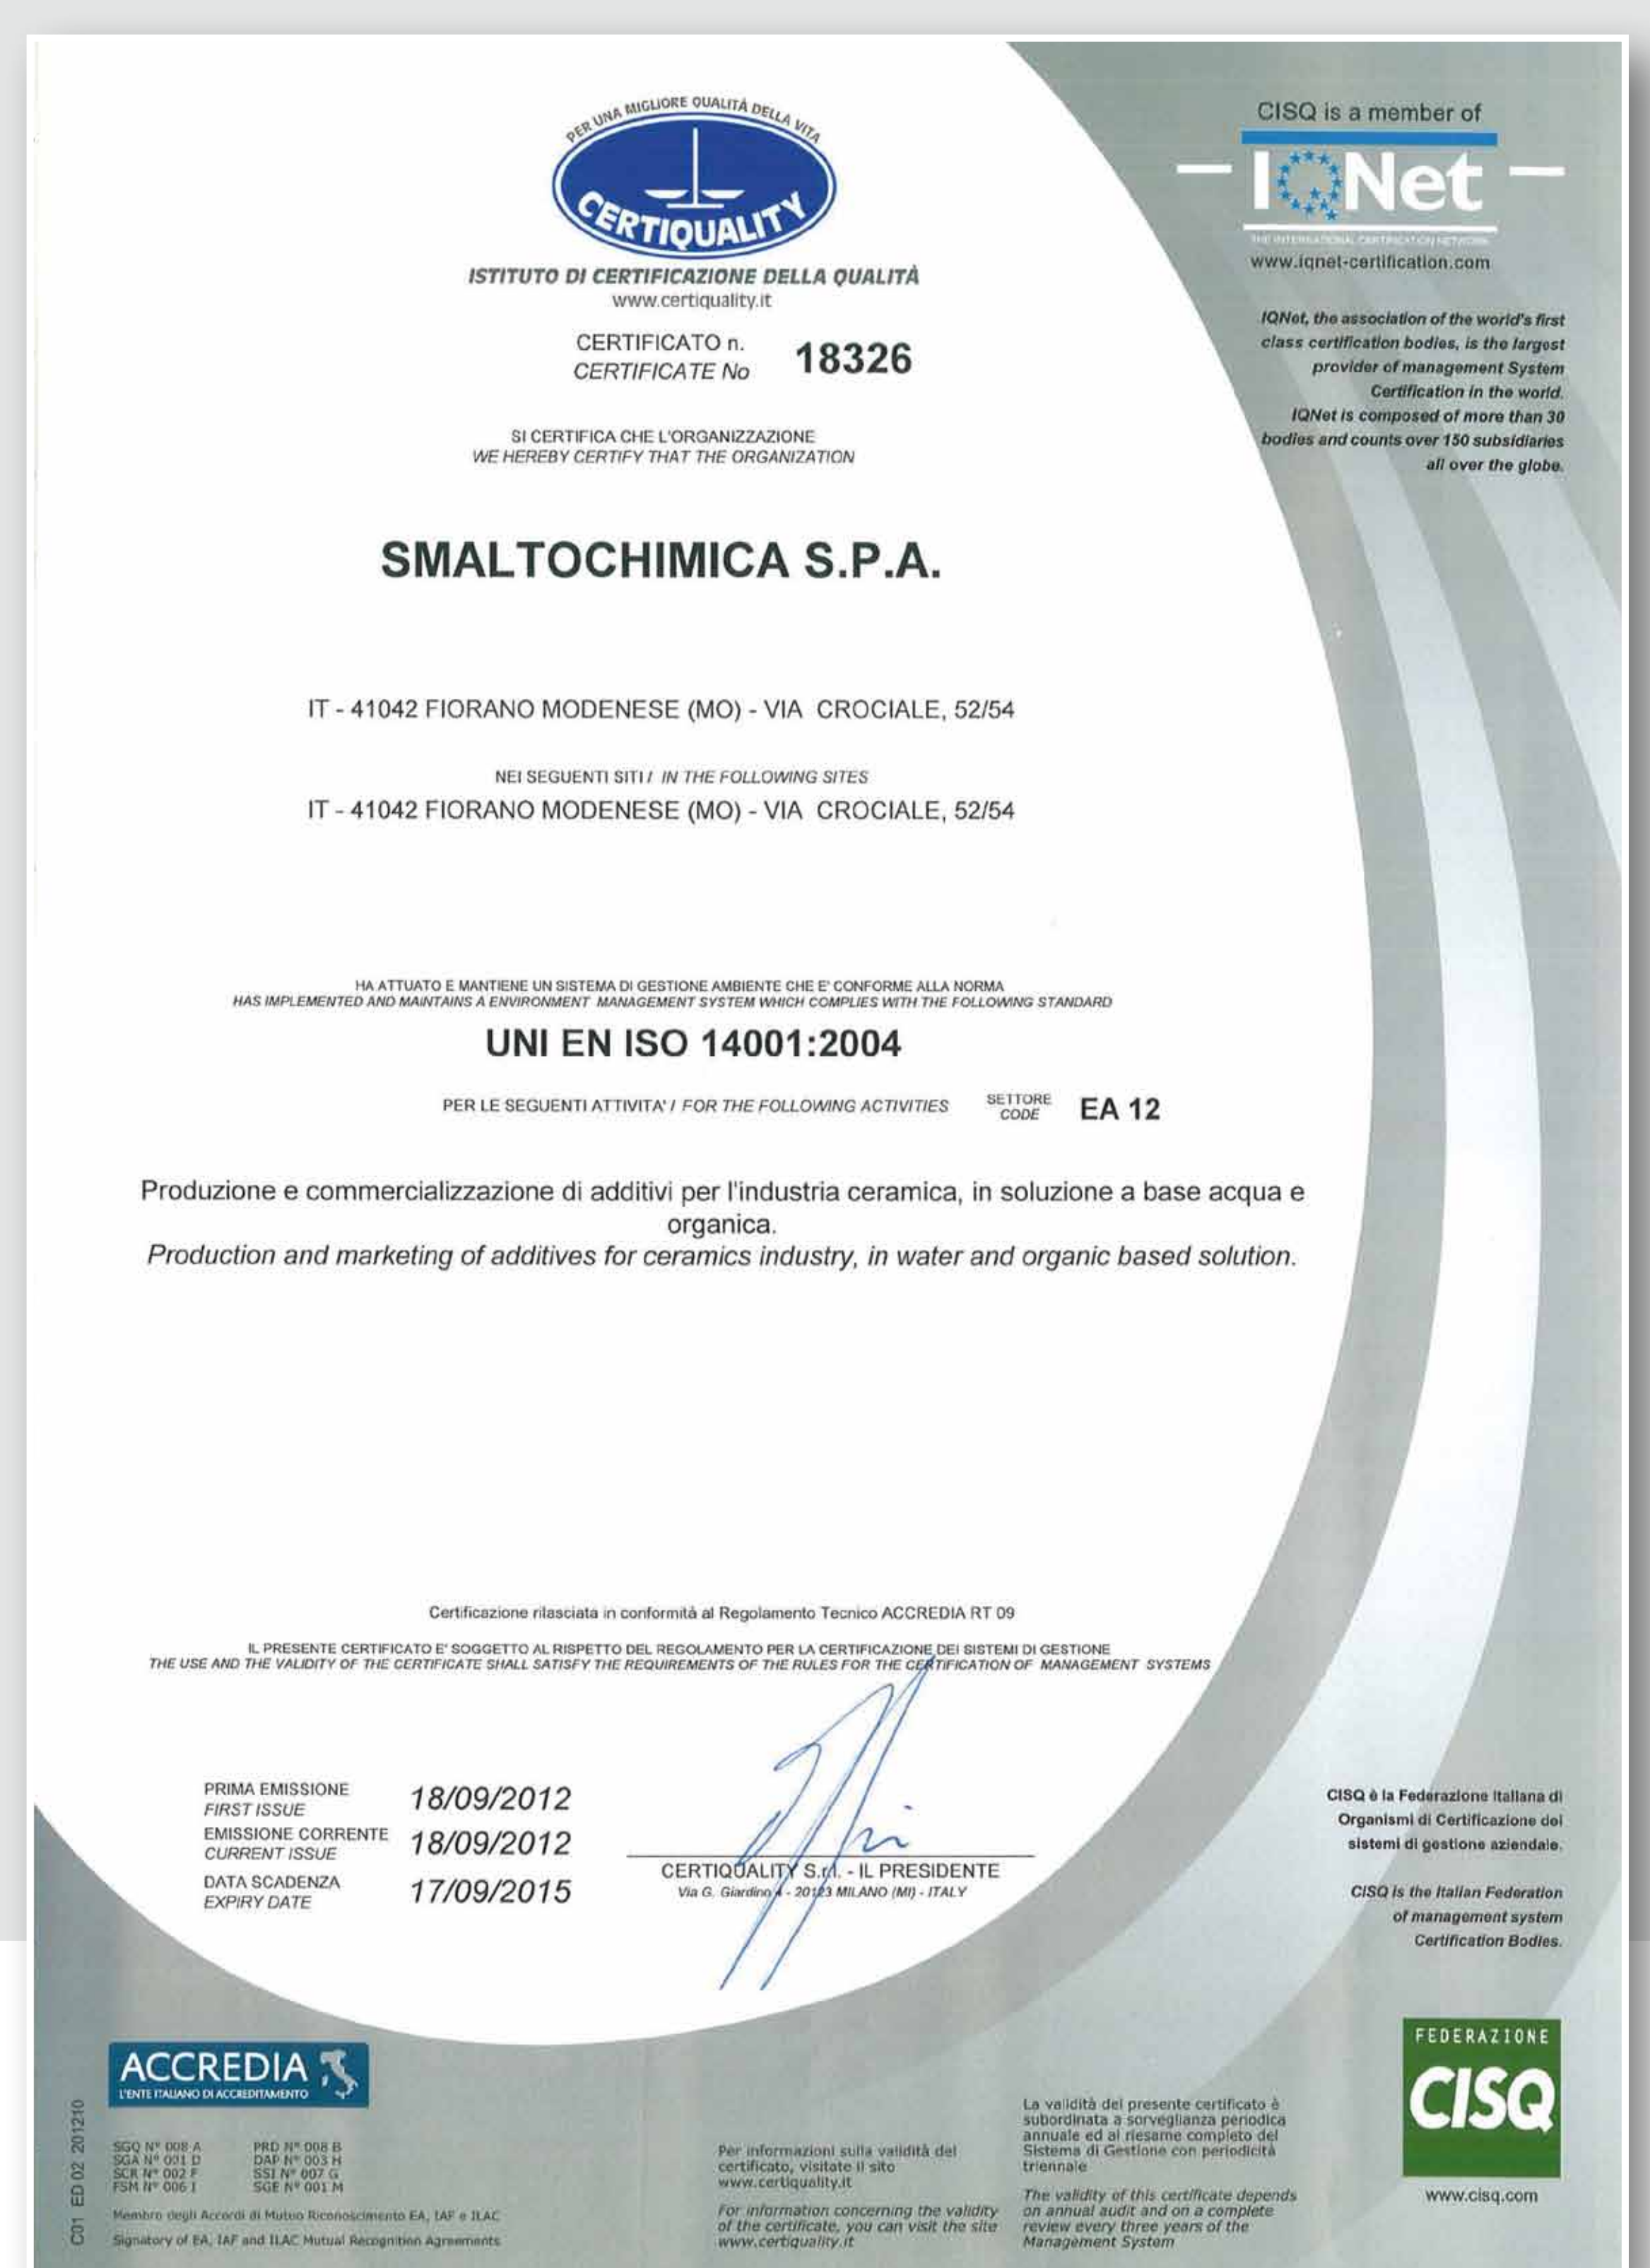 PER UNA MIGLIORE QUALITÀ DELLA VITA
CERTIQUALITY
ISTITUTO DI CERTIFICAZIONE DELLA QUALITÀ
www.certiquality.it
CERTIFICATO n.
CERTIFICATE No
18326
SI CERTIFICA CHE L'ORGANIZZAZIONE
WE HEREBY CERTIFY THAT THE ORGANIZATION
SMALTOCHIMICA S.P.A.
IT - 41042 FIORANO MODENESE (MO) - VIA CROCIALE, 52/54
NEI SEGUENTI SITI / IN THE FOLLOWING SITES
IT - 41042 FIORANO MODENESE (MO) - VIA CROCIALE, 52/54
HA ATTUATO E MANTIENE UN SISTEMA DI GESTIONE AMBIENTE CHE E' CONFORME ALLA NORMA
HAS IMPLEMENTED AND MAINTAINS A ENVIRONMENT MANAGEMENT SYSTEM WHICH COMPLIES WITH THE FOLLOWING STANDARD
UNI EN ISO 14001:2004
PER LE SEGUENTI ATTIVITA' / FOR THE FOLLOWING ACTIVITIES
SETTORE
CODE
EA 12
Produzione e commercializzazione di additivi per l'industria ceramica, in soluzione a base acqua e
organica.
Production and marketing of additives for ceramics industry, in water and organic based solution.
Certificazione rilasciata in conformità al Regolamento Tecnico ACCREDIA RT 09
IL PRESENTE CERTIFICATO E' SOGGETTO AL RISPETTO DEL REGOLAMENTO PER LA CERTIFICAZIONE DEI SISTEMI DI GESTIONE
THE USE AND THE VALIDITY OF THE CERTIFICATE SHALL SATISFY THE REQUIREMENTS OF THE RULES FOR THE CERTIFICATION OF MANAGEMENT SYSTEMS
PRIMA EMISSIONE
FIRST ISSUE
18/09/2012
EMISSIONE CORRENTE
CURRENT ISSUE
18/09/2012
DATA SCADENZA
EXPIRY DATE
17/09/2015
CERTIQUALITY S.r.l. - IL PRESIDENTE
Via G. Giardino 4 - 20123 MILANO (MI) - ITALY
CISQ is a member of
IQNet
THE INTERNATIONAL CERTIFICATION NETWORK
www.iqnet-certification.com
IQNet, the association of the world's first
class certification bodies, is the largest
provider of management System
Certification in the world.
IQNet is composed of more than 30
bodies and counts over 150 subsidiaries
all over the globe.
CISQ è la Federazione Italiana di
Organismi di Certificazione dei
sistemi di gestione aziendale.
CISQ is the Italian Federation
of management system
Certification Bodies.
FEDERAZIONE
CISQ
www.cisq.com
ACCREDIA
L'ENTE ITALIANO DI ACCREDITAMENTO
SGQ N° 008 A
SGA N° 001 D
SCR N° 002 F
FSM N° 006 I
PRD N° 008 B
DAP N° 003 H
SSI N° 007 G
SGE N° 001 M
Membro degli Accordi di Mutuo Riconoscimento EA, IAF e ILAC
Signatory of EA, IAF and ILAC Mutual Recognition Agreements
C01 ED 02 201210
Per informazioni sulla validità del
certificato, visitate il sito
www.certiquality.it
For information concerning the validity
of the certificate, you can visit the site
www.certiquality.it
La validità del presente certificato è
subordinata a sorveglianza periodica
annuale ed al riesame completo del
Sistema di Gestione con periodicità
triennale
The validity of this certificate depends
on annual audit and on a complete
review every three years of the
Management System